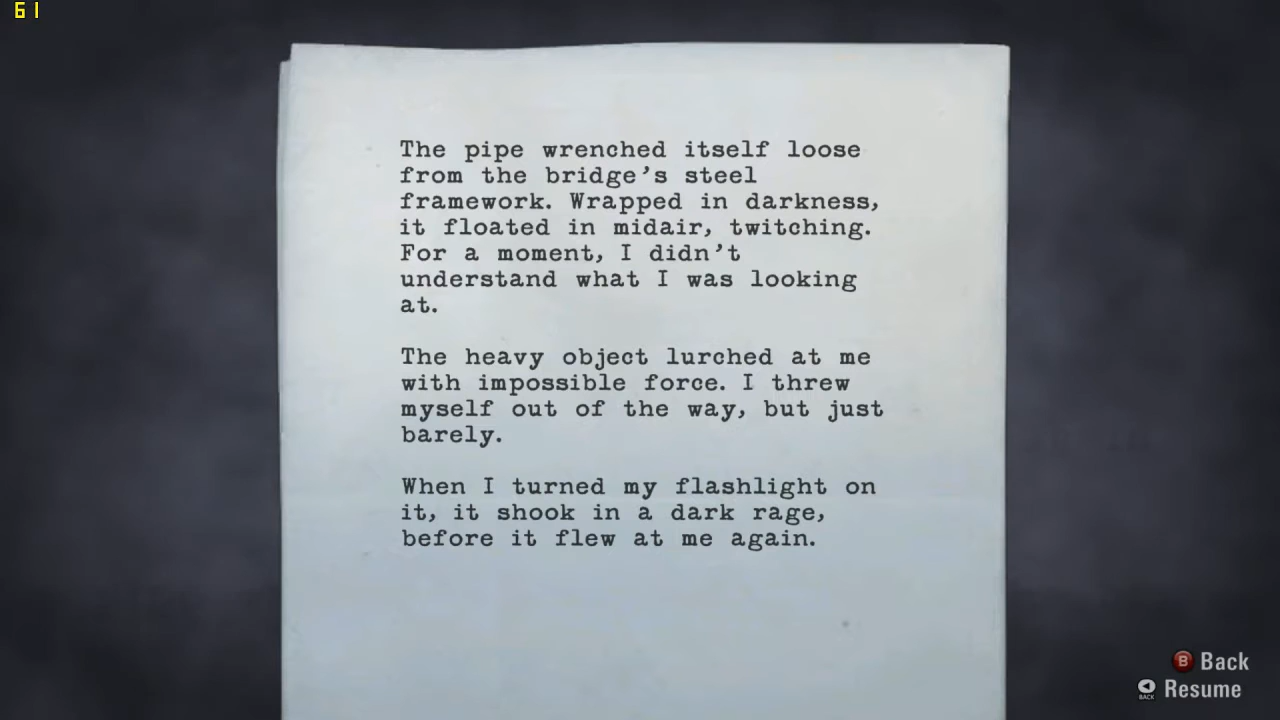 61
The pipe wrenched itself loose
from the bridge's steel
framework. Wrapped in darkness,
it floated in midair, twitching.
For a moment, I didn't
understand what I was looking
at.
The heavy object lurched at me
with impossible force. I threw
myself out of the way, but just
barely.
When I turned my flashlight on
it, it shook in a dark rage,
before it flew at me again.
B Back
BACK Resume